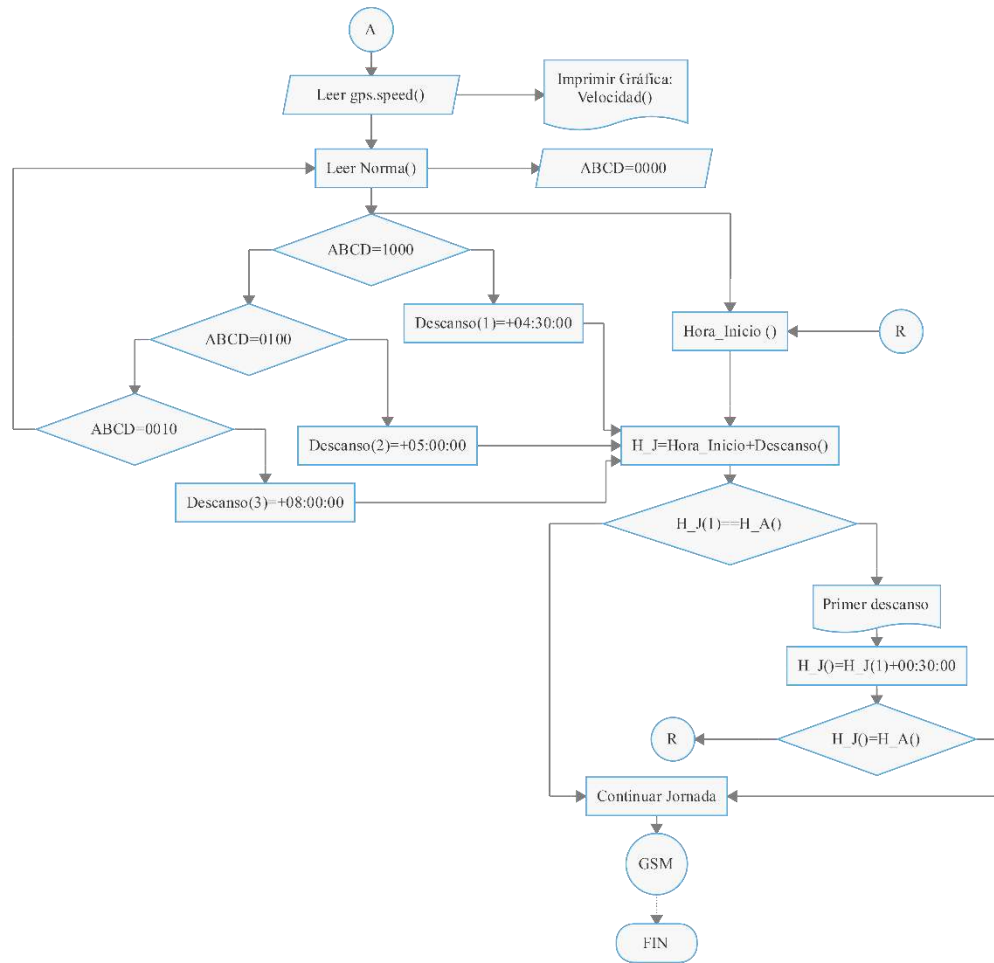 A
Leer gps.speed()
Imprimir Gráfica:
Velocidad()
Leer Norma()
ABCD=0000
ABCD=1000
Descanso(1)=+04:30:00
Hora_Inicio ()
R
ABCD=0100
ABCD=0010
Descanso(2)=+05:00:00
H_J=Hora_Inicio+Descanso()
Descanso(3)=+08:00:00
H_J(1)==H_A()
Primer descanso
H_J()=H_J(1)+00:30:00
R
H_J()=H_A()
Continuar Jornada
GSM
FIN